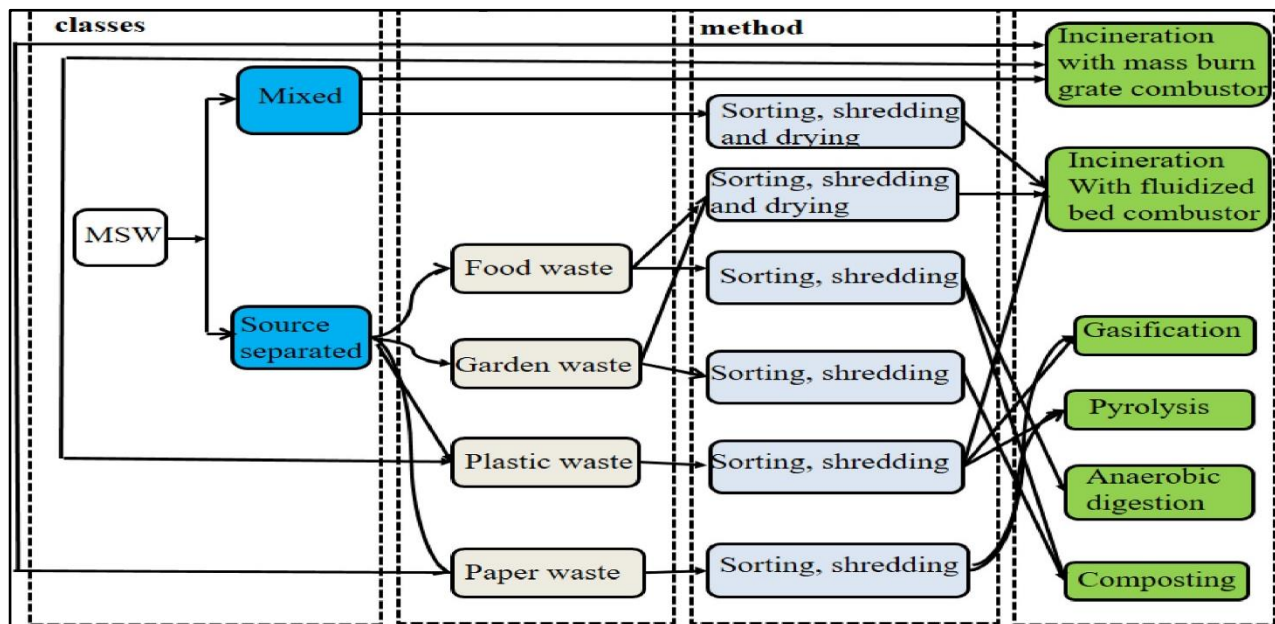 classes
method
MSW
Mixed
Source
separated
Food waste
Garden waste
Plastic waste
Paper waste
Sorting, shredding
and drying
Sorting, shredding
and drying
Sorting, shredding
Sorting, shredding
Sorting, shredding
Sorting, shredding
Incineration
with mass burn
grate combustor
Incineration
With fluidized
bed combustor
Gasification
Pyrolysis
Anaerobic
digestion
Composting